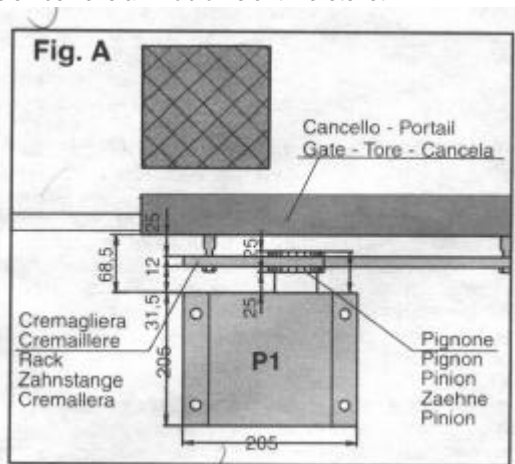 Fig. A
Cancello - Portail
Gate - Tore - Cancela
25
68,5
12
25
31,5
25
205
Cremagliera
Cremaillere
Rack
Zahnstange
Cremallera
P1
Pignone
Pignon
Pinion
Zaehne
Pinion
205